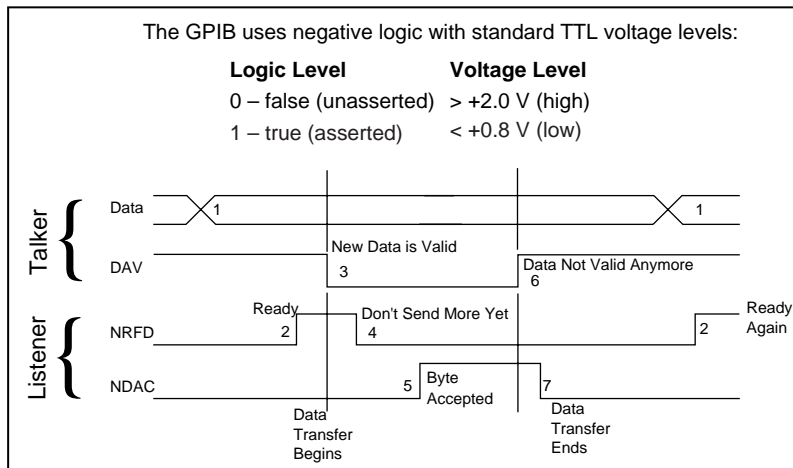 The GPIB uses negative logic with standard TTL voltage levels:
Logic Level Voltage Level
0 – false (unasserted) > +2.0 V (high)
1 – true (asserted) < +0.8 V (low)
Talker
Data 1 1
New Data is Valid
DAV 3 Data Not Valid Anymore
6
Listener
Ready Don't Send More Yet Ready
NRFD 2 4 2 Again
NDAC 5 Byte 7
Accepted
Data Data
Transfer Transfer
Begins Ends